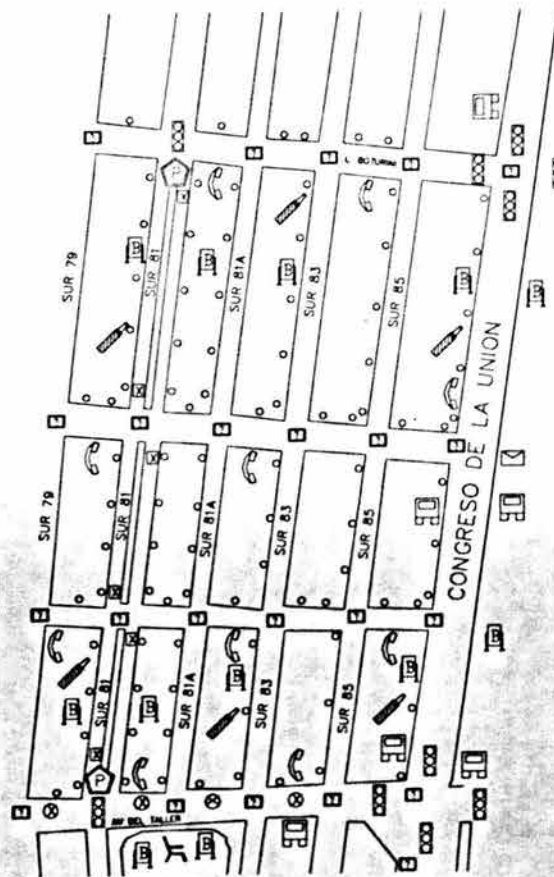 L. BOTURINI
P
SUR 79
SUR 81
SUR 81A
SUR 83
SUR 85
CONGRESO DE LA UNION
SUR 79
SUR 81
SUR 81A
SUR 83
SUR 85
SUR 81
SUR 81A
SUR 83
SUR 85
P
AV DEL TALLER
B
B